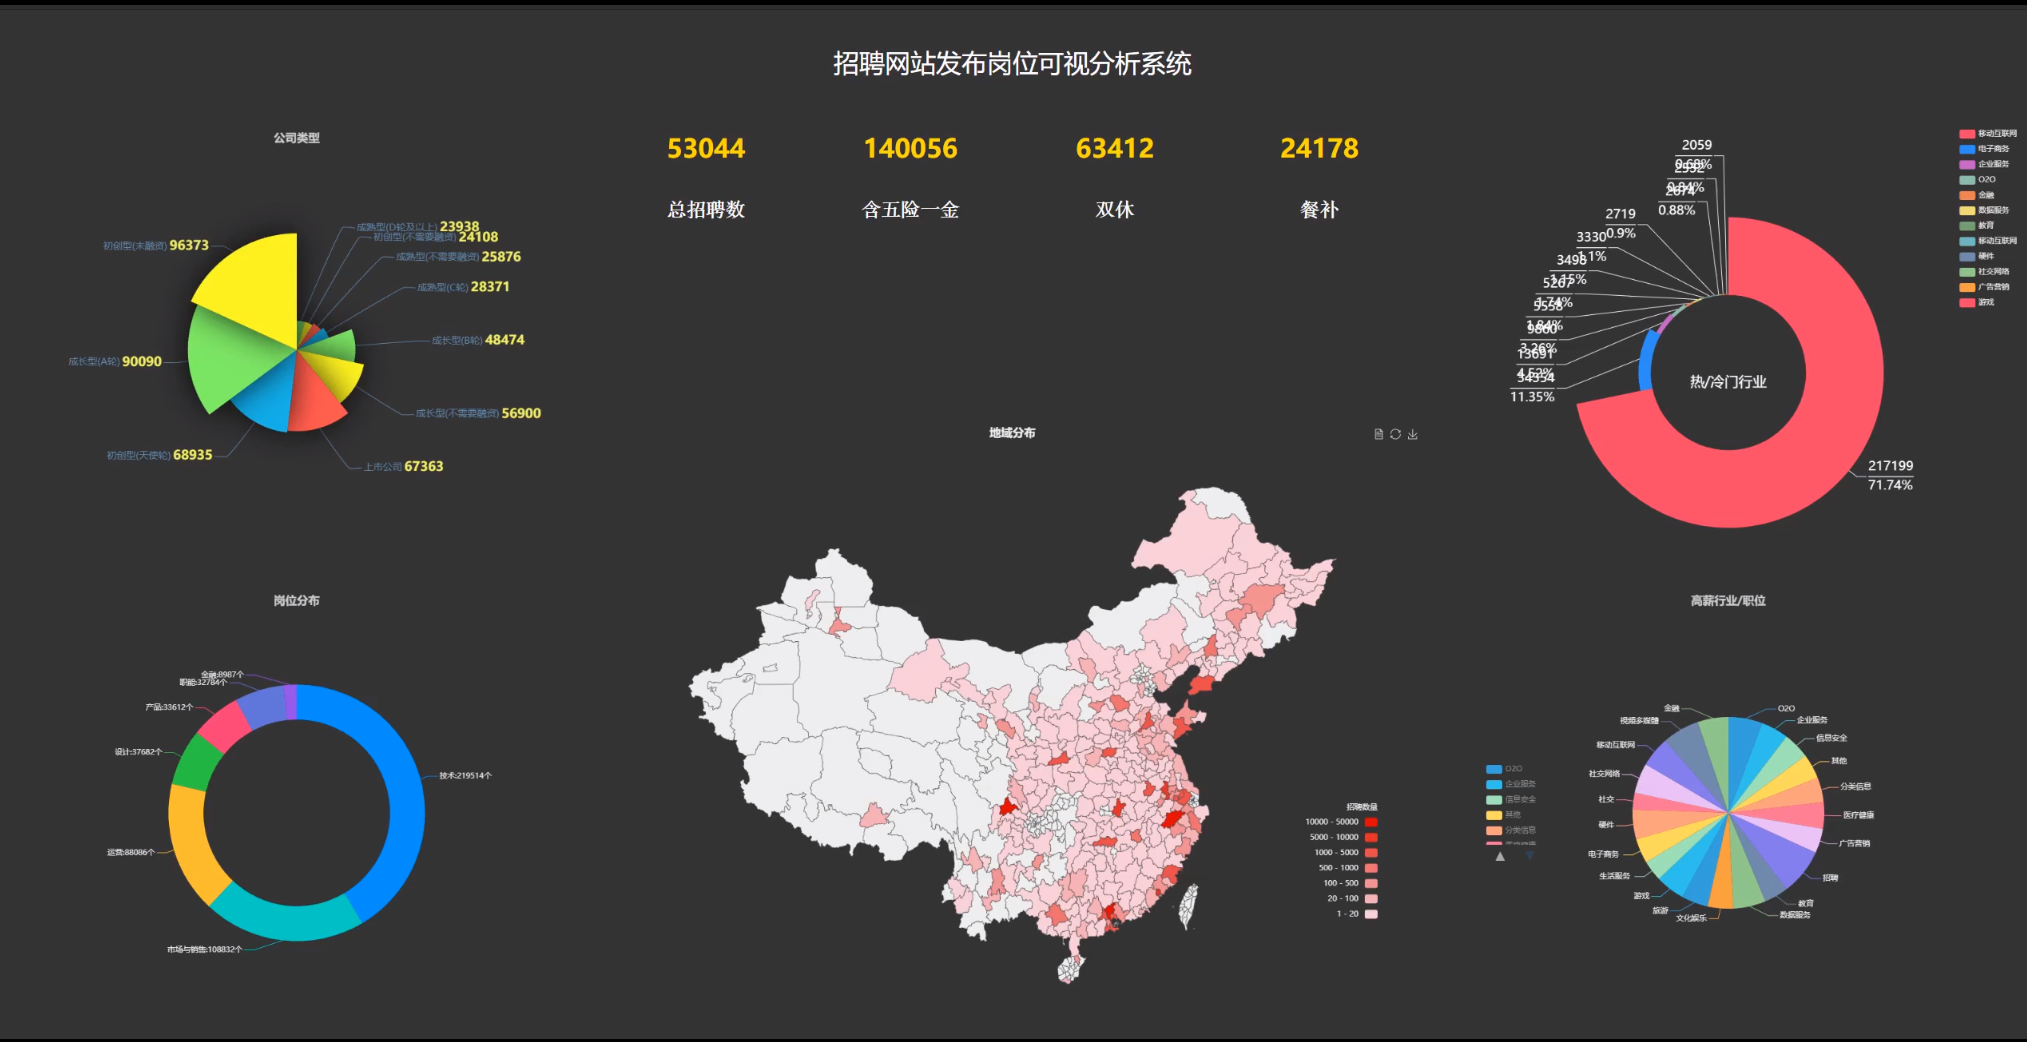 招聘网站发布岗位可视分析系统
公司类型
53044
140056
63412
24178
总招聘数
含五险一金
双休
餐补
成熟型(D轮及以上) 23938
初创型(不需要融资) 24108
成熟型(不需要融资) 25876
成熟型(C轮) 28371
成长型(B轮) 48474
成长型(不需要融资) 56900
上市公司 67363
初创型(天使轮) 68935
成长型(A轮) 90090
初创型(未融资) 96373
2059
0.68%
2532
0.84%
2674
0.88%
2719
0.9%
3330
1.1%
3498
1.15%
5267
1.74%
5558
1.84%
9860
3.26%
13691
4.52%
34354
11.35%
热/冷门行业
217199
71.74%
移动互联网
电子商务
企业服务
O2O
金融
数据服务
教育
移动互联网
硬件
社交网络
广告营销
游戏
地域分布
招聘数量
10000 - 50000
5000 - 10000
1000 - 5000
500 - 1000
100 - 500
20 - 100
1 - 20
岗位分布
金融:8987个
职能:32784个
产品:33612个
设计:37682个
运营:88086个
市场与销售:108832个
技术:219514个
高薪行业/职位
O2O
企业服务
信息安全
其他
分类信息
O2O
企业服务
信息安全
其他
分类信息
医疗健康
广告营销
招聘
教育
数据服务
文化娱乐
旅游
游戏
生活服务
电子商务
硬件
社交
社交网络
移动互联网
视频多媒体
金融